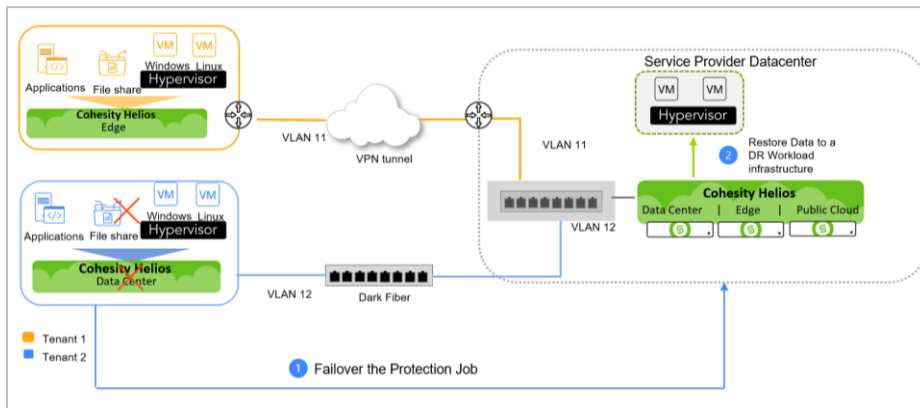 VM VM
Windows Linux
Hypervisor
Applications
File share
Cohesity Helios
Edge
VLAN 11
VPN tunnel
Service Provider Datacenter
VM VM
Hypervisor
VLAN 11
2 Restore Data to a
DR Workload
infrastructure
Cohesity Helios
Data Center | Edge | Public Cloud
VLAN 12
VM VM
Windows Linux
Hypervisor
Applications
File share
Cohesity Helios
Data Center
VLAN 12
Dark Fiber
Tenant 1
Tenant 2
1 Failover the Protection Job